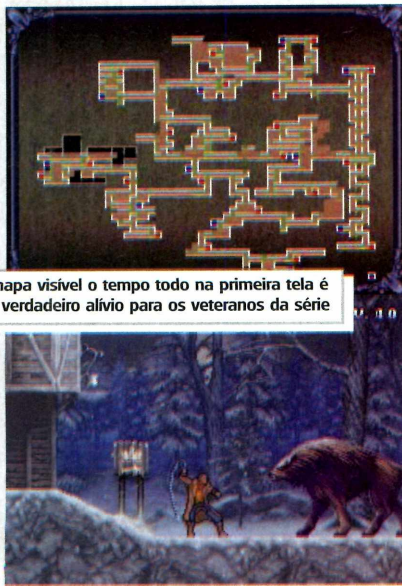 mapa visível o tempo todo na primeira tela é
verdadeiro alívio para os veteranos da série